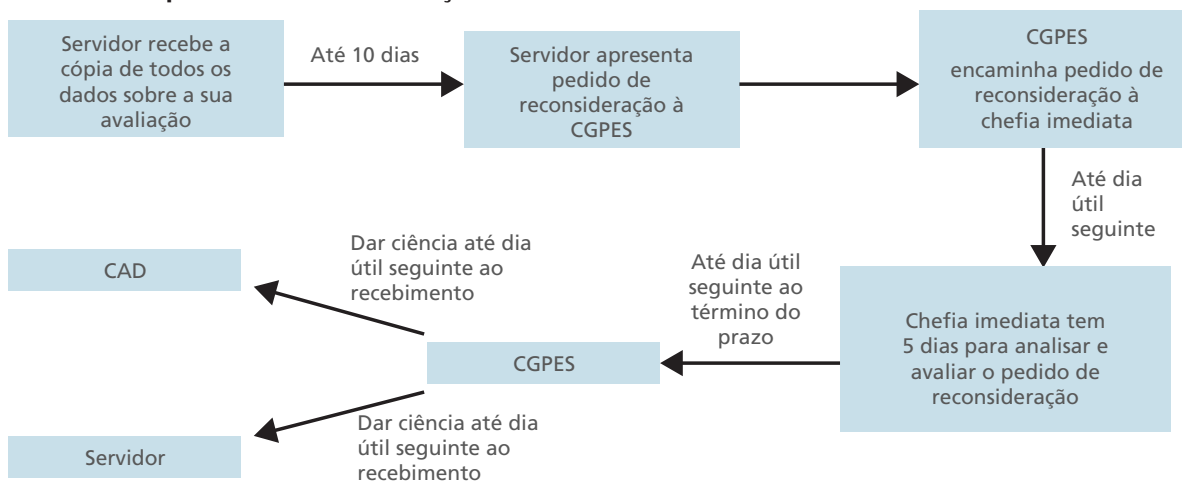 Servidor recebe a
cópia de todos os
dados sobre a sua
avaliação
Até 10 dias
Servidor apresenta
pedido de
reconsideração à
CGPES
CGPES
encaminha pedido de
reconsideração à
chefia imediata
Até dia
útil
seguinte
Chefia imediata tem
5 dias para analisar e
avaliar o pedido de
reconsideração
Até dia útil
seguinte ao
término do
prazo
CGPES
Dar ciência até dia
útil seguinte ao
recebimento
CAD
Dar ciência até dia
útil seguinte ao
recebimento
Servidor